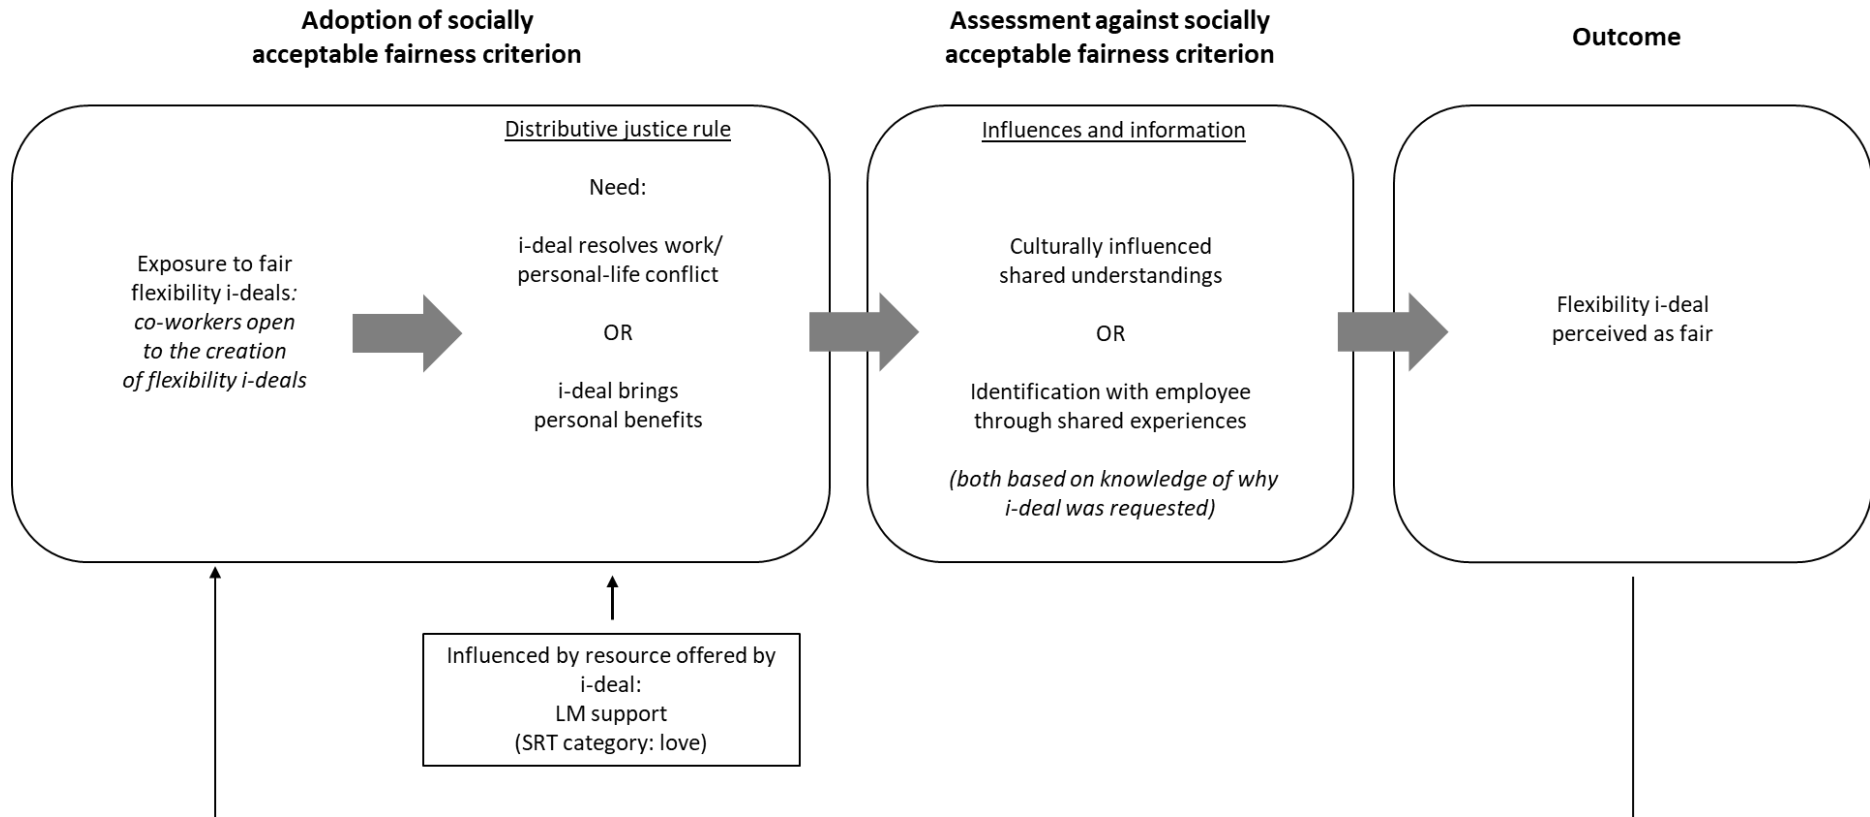 Adoption of socially
acceptable fairness criterion
Assessment against socially
acceptable fairness criterion
Outcome
Exposure to fair
flexibility i-deals:
co-workers open
to the creation
of flexibility i-deals
Distributive justice rule
Need:
i-deal resolves work/
personal-life conflict
OR
i-deal brings
personal benefits
Influences and information
Culturally influenced
shared understandings
OR
Identification with employee
through shared experiences
(both based on knowledge of why
i-deal was requested)
Flexibility i-deal
perceived as fair
Influenced by resource offered by
i-deal:
LM support
(SRT category: love)